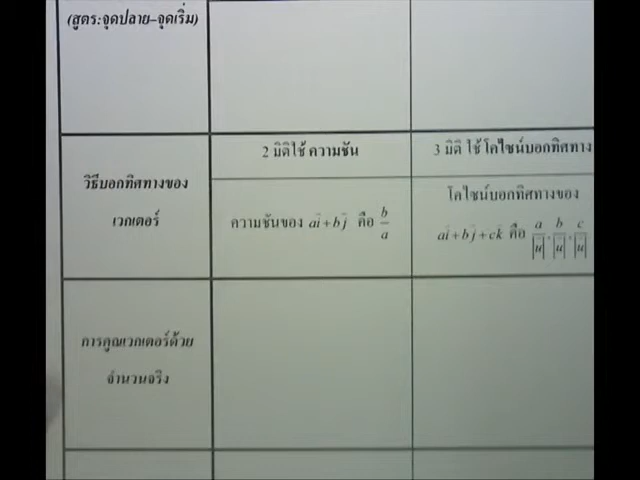 (สูตร:จุดปลาย–จุดเริ่ม)
วิธีบอกทิศทางของ
เวกเตอร์
2 มิติใช้ ความชัน
3 มิติ ใช้ โคไซน์บอกทิศทาง
ความชันของ ai̅+bj̅ คือ b/a
โคไซน์บอกทิศทางของ
ai̅+bj̅+ck̅ คือ a/|u̅|, b/|u̅|, c/|u̅|
การคูณเวกเตอร์ด้วย
จำนวนจริง